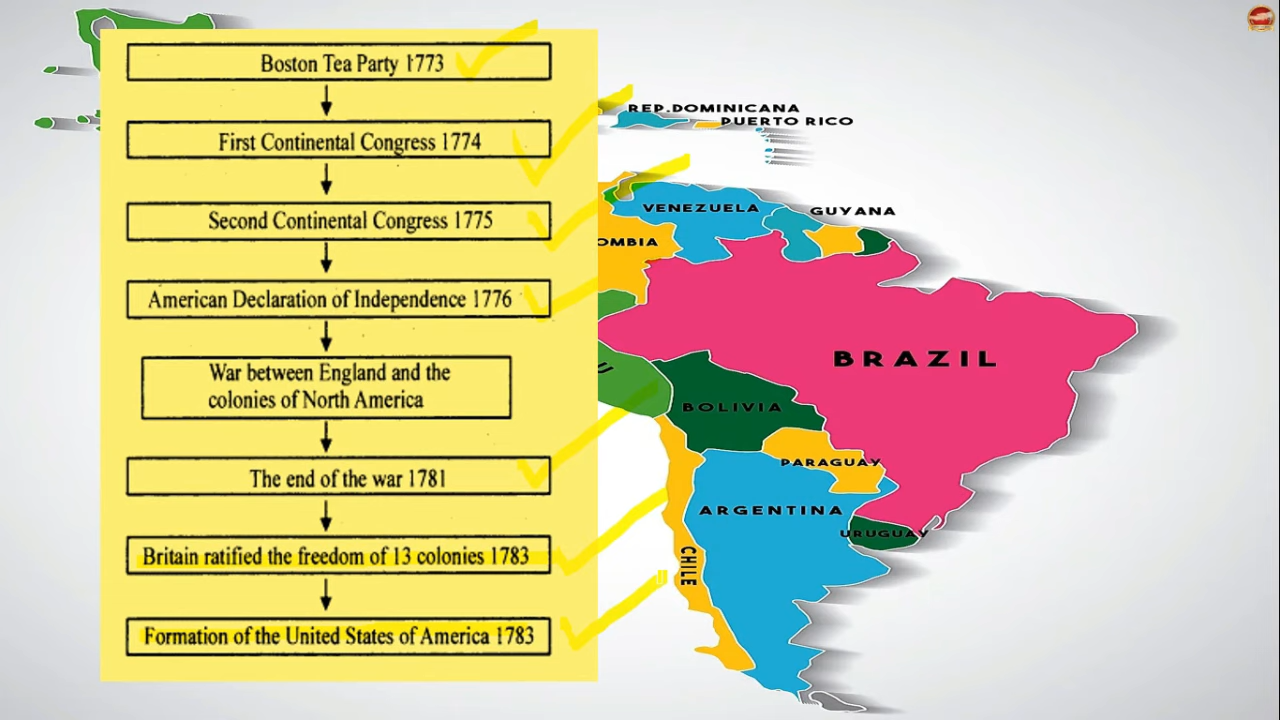 Boston Tea Party 1773
First Continental Congress 1774
Second Continental Congress 1775
American Declaration of Independence 1776
War between England and the
colonies of North America
The end of the war 1781
Britain ratified the freedom of 13 colonies 1783
Formation of the United States of America 1783
REP.DOMINICANA
PUERTO RICO
VENEZUELA
GUYANA
OMBIA
BRAZIL
U
BOLIVIA
PARAGUAY
ARGENTINA
URUGUAY
CHILE